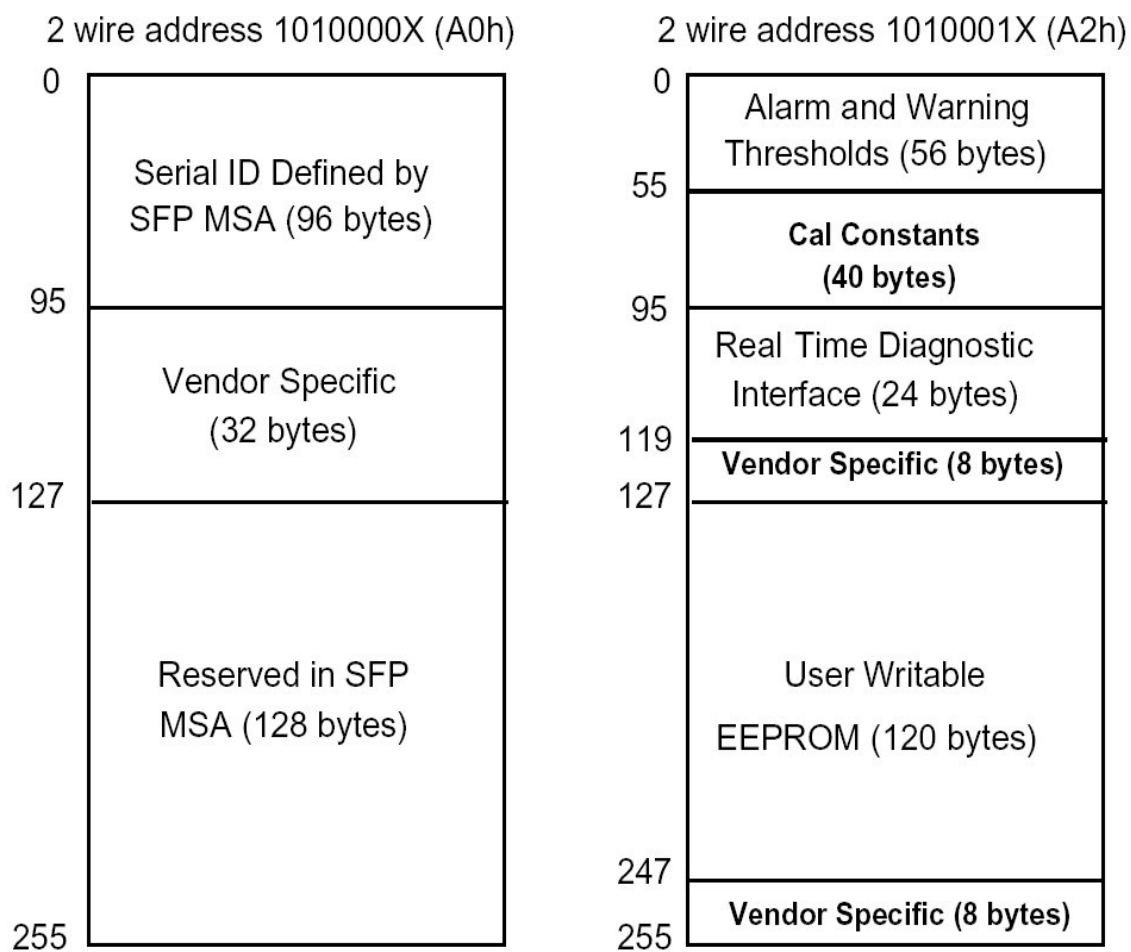 2 wire address 1010000X (A0h)
0
Serial ID Defined by
SFP MSA (96 bytes)
95
Vendor Specific
(32 bytes)
127
Reserved in SFP
MSA (128 bytes)
255
2 wire address 1010001X (A2h)
0
Alarm and Warning
Thresholds (56 bytes)
55
Cal Constants
(40 bytes)
95
Real Time Diagnostic
Interface (24 bytes)
119
Vendor Specific (8 bytes)
127
User Writable
EEPROM (120 bytes)
247
Vendor Specific (8 bytes)
255